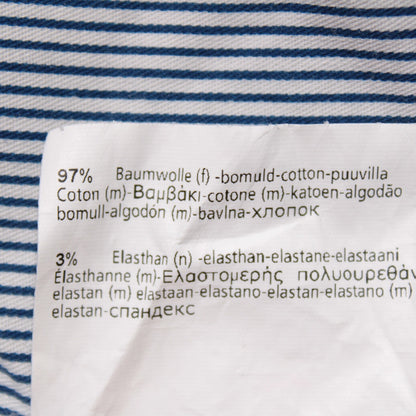 97% Baumwolle (f) -bomuld-cotton-puuvilla
Coton (m)-Βαμβάκι-cotone (m)-katoen-algodão
bomull-algodón (m)-bavlna-хлопок
3% Elasthan (n) -elasthan-elastane-elastaani
Élasthanne (m)-Ελαστομερής πολυουρεθάν
elastan (m) elastaan-elastano-elastan-elastano (m)
elastan-спандекс